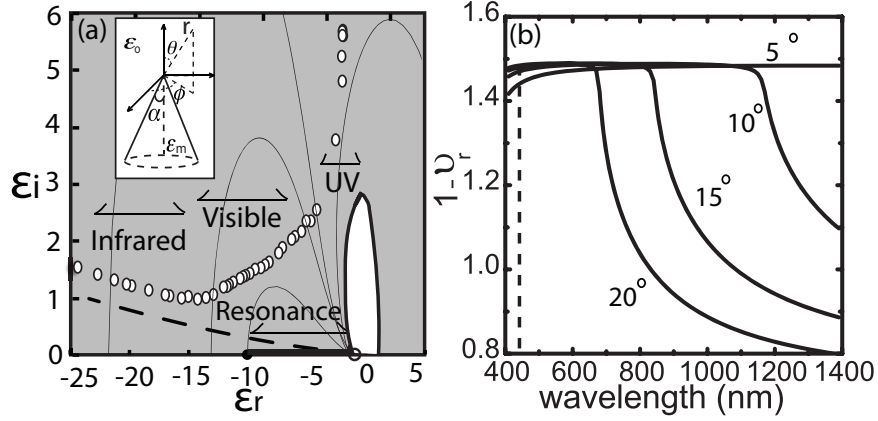 (a)
6
5
4
3
2
1
0
εi
εo
r
θ
ϕ
α
εm
UV
Visible
Infrared
Resonance
-25 -20 -15 -10 -5 0 5
εr
(b)
1.6
1.4
1.2
1.0
0.8
1-υr
5°
10°
15°
20°
400 600 800 1000 1200 1400
wavelength (nm)